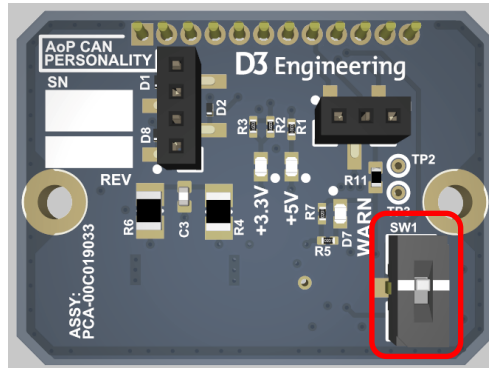 AoP CAN
PERSONALITY
D3 Engineering
SN
D1
D2
D8
REV
R3
R2
R1
+3.3V
+5V
R11
TP2
TP3
R6
C3
R4
R7
R5
D7
WARN
SW1
ASSY:
PCA-00C019033